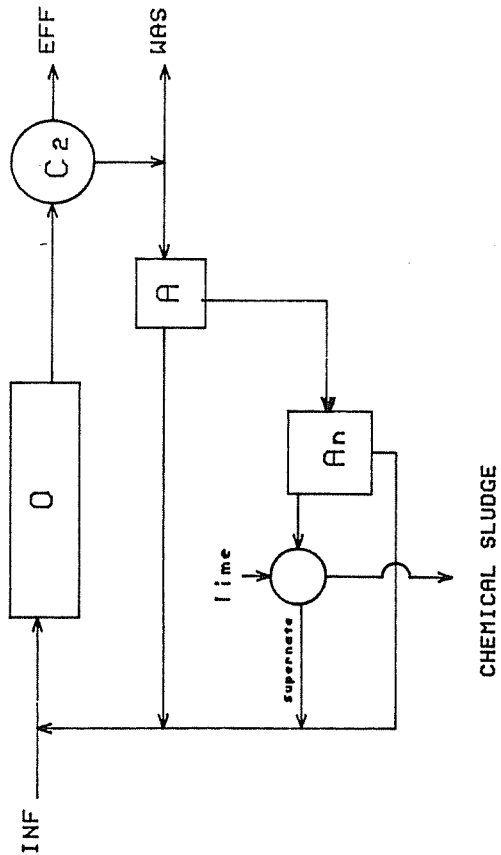 INF
O
C2
EFF
WAS
A
An
lime
supernate
CHEMICAL SLUDGE